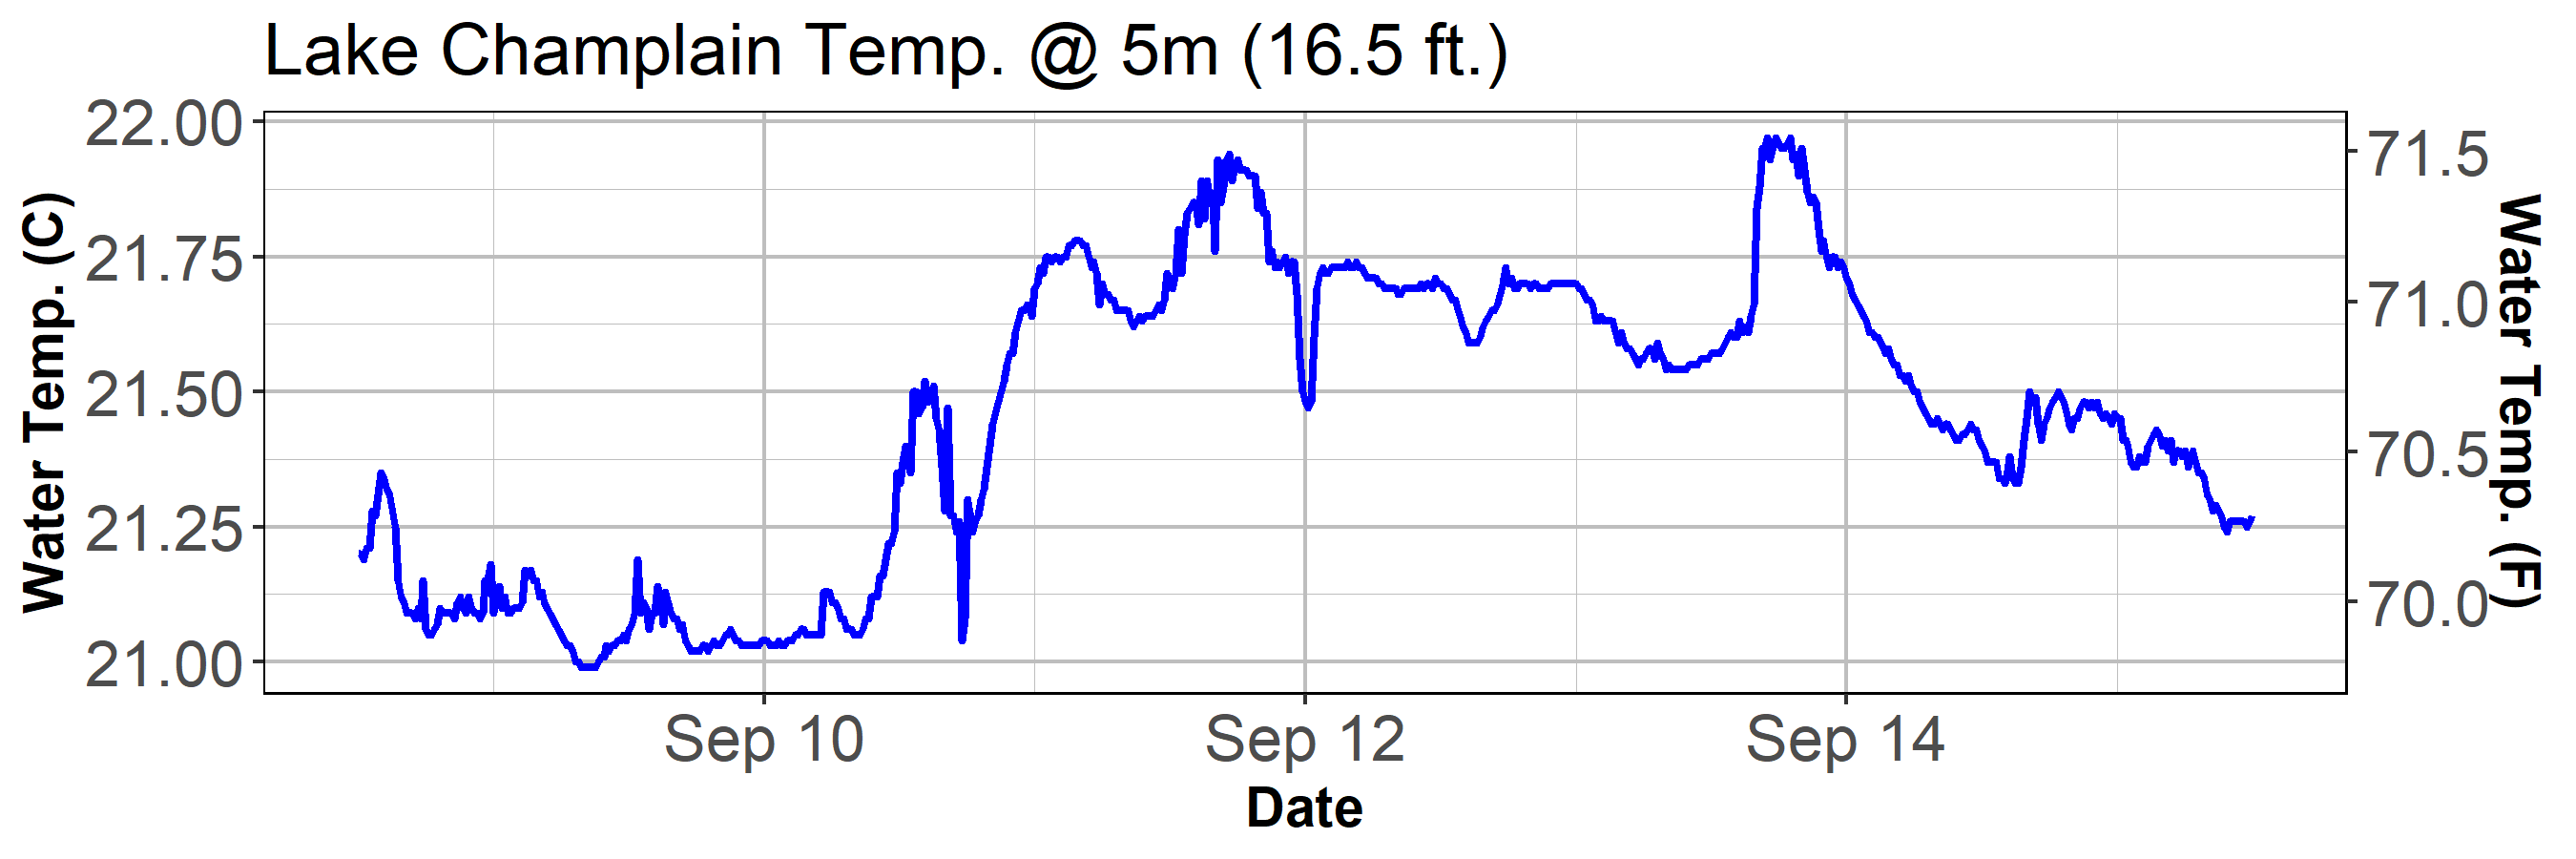 Lake Champlain Temp. @ 5m (16.5 ft.)
Water Temp. (C)
22.00
21.75
21.50
21.25
21.00
71.5
71.0
70.5
70.0
Water Temp. (F)
Sep 10
Sep 12
Sep 14
Date